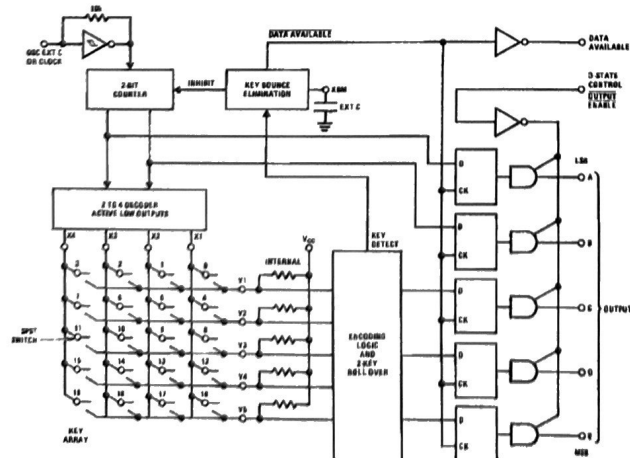 DATA AVAILABLE
DATA
AVAILABLE
OSC EXT C
OR CLOCK
2-BIT
COUNTER
INHIBIT
KEY BOUNCE
ELIMINATION
KBM
EXT. C
3-STATE
CONTROL
OUTPUT
ENABLE
2 TO 4 DECODER
ACTIVE LOW OUTPUTS
X4
X3
X2
X1
VCC
INTERNAL
KEY
DETECT
ENCODING
LOGIC
AND
2-KEY
ROLL OVER
3
2
1
0
Y1
7
6
5
4
Y2
SPST
SWITCH
11
10
9
8
Y3
15
14
13
12
Y4
19
18
17
16
Y5
KEY
ARRAY
D
CK
LSB
A
D
CK
B
D
CK
C
OUTPUT
D
CK
D
D
CK
E
MSB